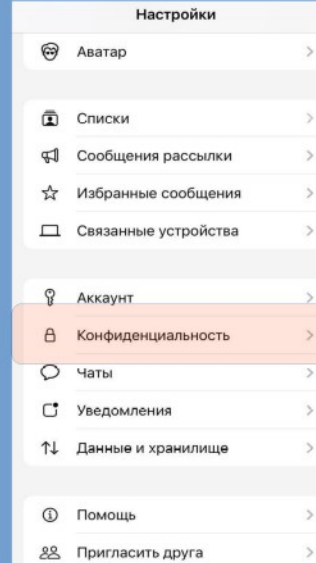 Настройки
Аватар
Списки
Сообщения рассылки
Избранные сообщения
Связанные устройства
Аккаунт
Конфиденциальность
Чаты
Уведомления
Данные и хранилище
Помощь
Пригласить друга